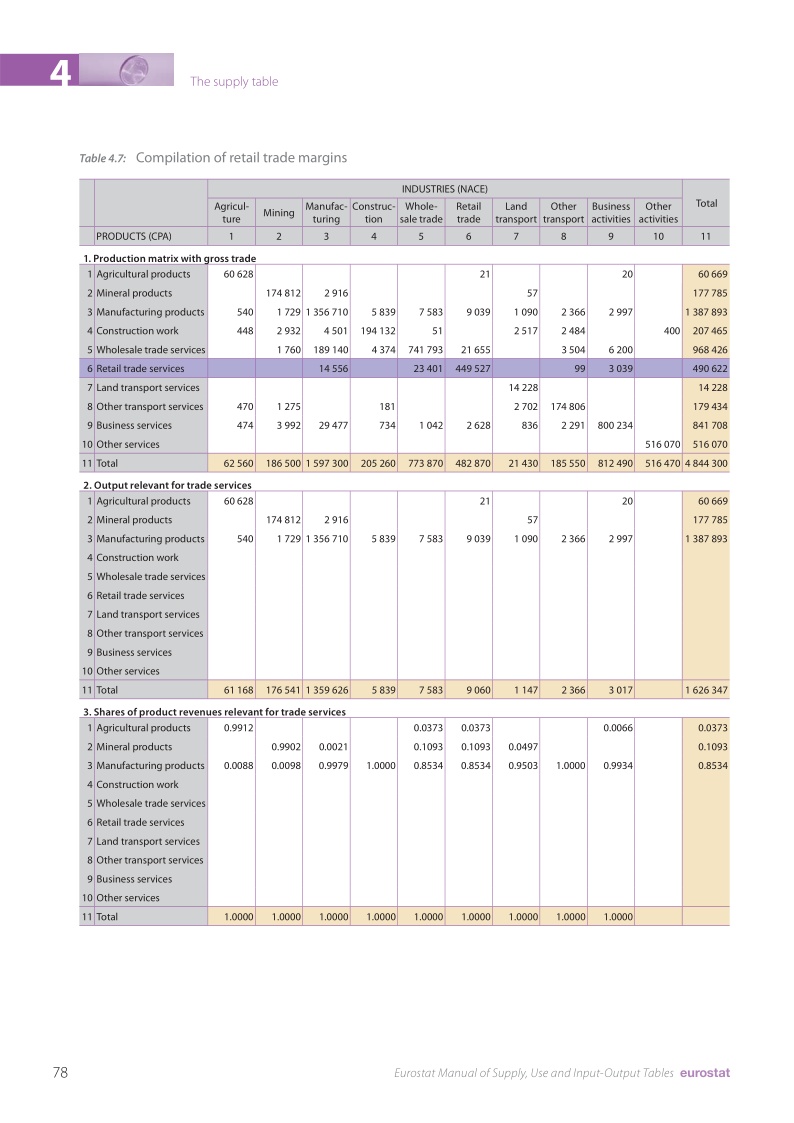 4
The supply table
Table 4.7: Compilation of retail trade margins
INDUSTRIES (NACE)
Agricul- Manufac- Construc- Whole- Retail Land Other Business Other
ture Mining turing tion sale trade trade transport transport activities activities Total
PRODUCTS (CPA) 1 2 3 4 5 6 7 8 9 10 11
1. Production matrix with gross trade
1 Agricultural products 60 628 21 20 60 669
2 Mineral products 174 812 2 916 57 177 785
3 Manufacturing products 540 1 729 1 356 710 5 839 7 583 9 039 1 090 2 366 2 997 1 387 893
4 Construction work 448 2 932 4 501 194 132 51 2 517 2 484 400 207 465
5 Wholesale trade services 1 760 189 140 4 374 741 793 21 655 3 504 6 200 968 426
6 Retail trade services 14 556 23 401 449 527 99 3 039 490 622
7 Land transport services 14 228 14 228
8 Other transport services 470 1 275 181 2 702 174 806 179 434
9 Business services 474 3 992 29 477 734 1 042 2 628 836 2 291 800 234 841 708
10 Other services 516 070 516 070
11 Total 62 560 186 500 1 597 300 205 260 773 870 482 870 21 430 185 550 812 490 516 470 4 844 300
2. Output relevant for trade services
1 Agricultural products 60 628 21 20 60 669
2 Mineral products 174 812 2 916 57 177 785
3 Manufacturing products 540 1 729 1 356 710 5 839 7 583 9 039 1 090 2 366 2 997 1 387 893
4 Construction work
5 Wholesale trade services
6 Retail trade services
7 Land transport services
8 Other transport services
9 Business services
10 Other services
11 Total 61 168 176 541 1 359 626 5 839 7 583 9 060 1 147 2 366 3 017 1 626 347
3. Shares of product revenues relevant for trade services
1 Agricultural products 0.9912 0.0373 0.0373 0.0066 0.0373
2 Mineral products 0.9902 0.0021 0.1093 0.1093 0.0497 0.1093
3 Manufacturing products 0.0088 0.0098 0.9979 1.0000 0.8534 0.8534 0.9503 1.0000 0.9934 0.8534
4 Construction work
5 Wholesale trade services
6 Retail trade services
7 Land transport services
8 Other transport services
9 Business services
10 Other services
11 Total 1.0000 1.0000 1.0000 1.0000 1.0000 1.0000 1.0000 1.0000 1.0000
78 Eurostat Manual of Supply, Use and Input-Output Tables eurostat